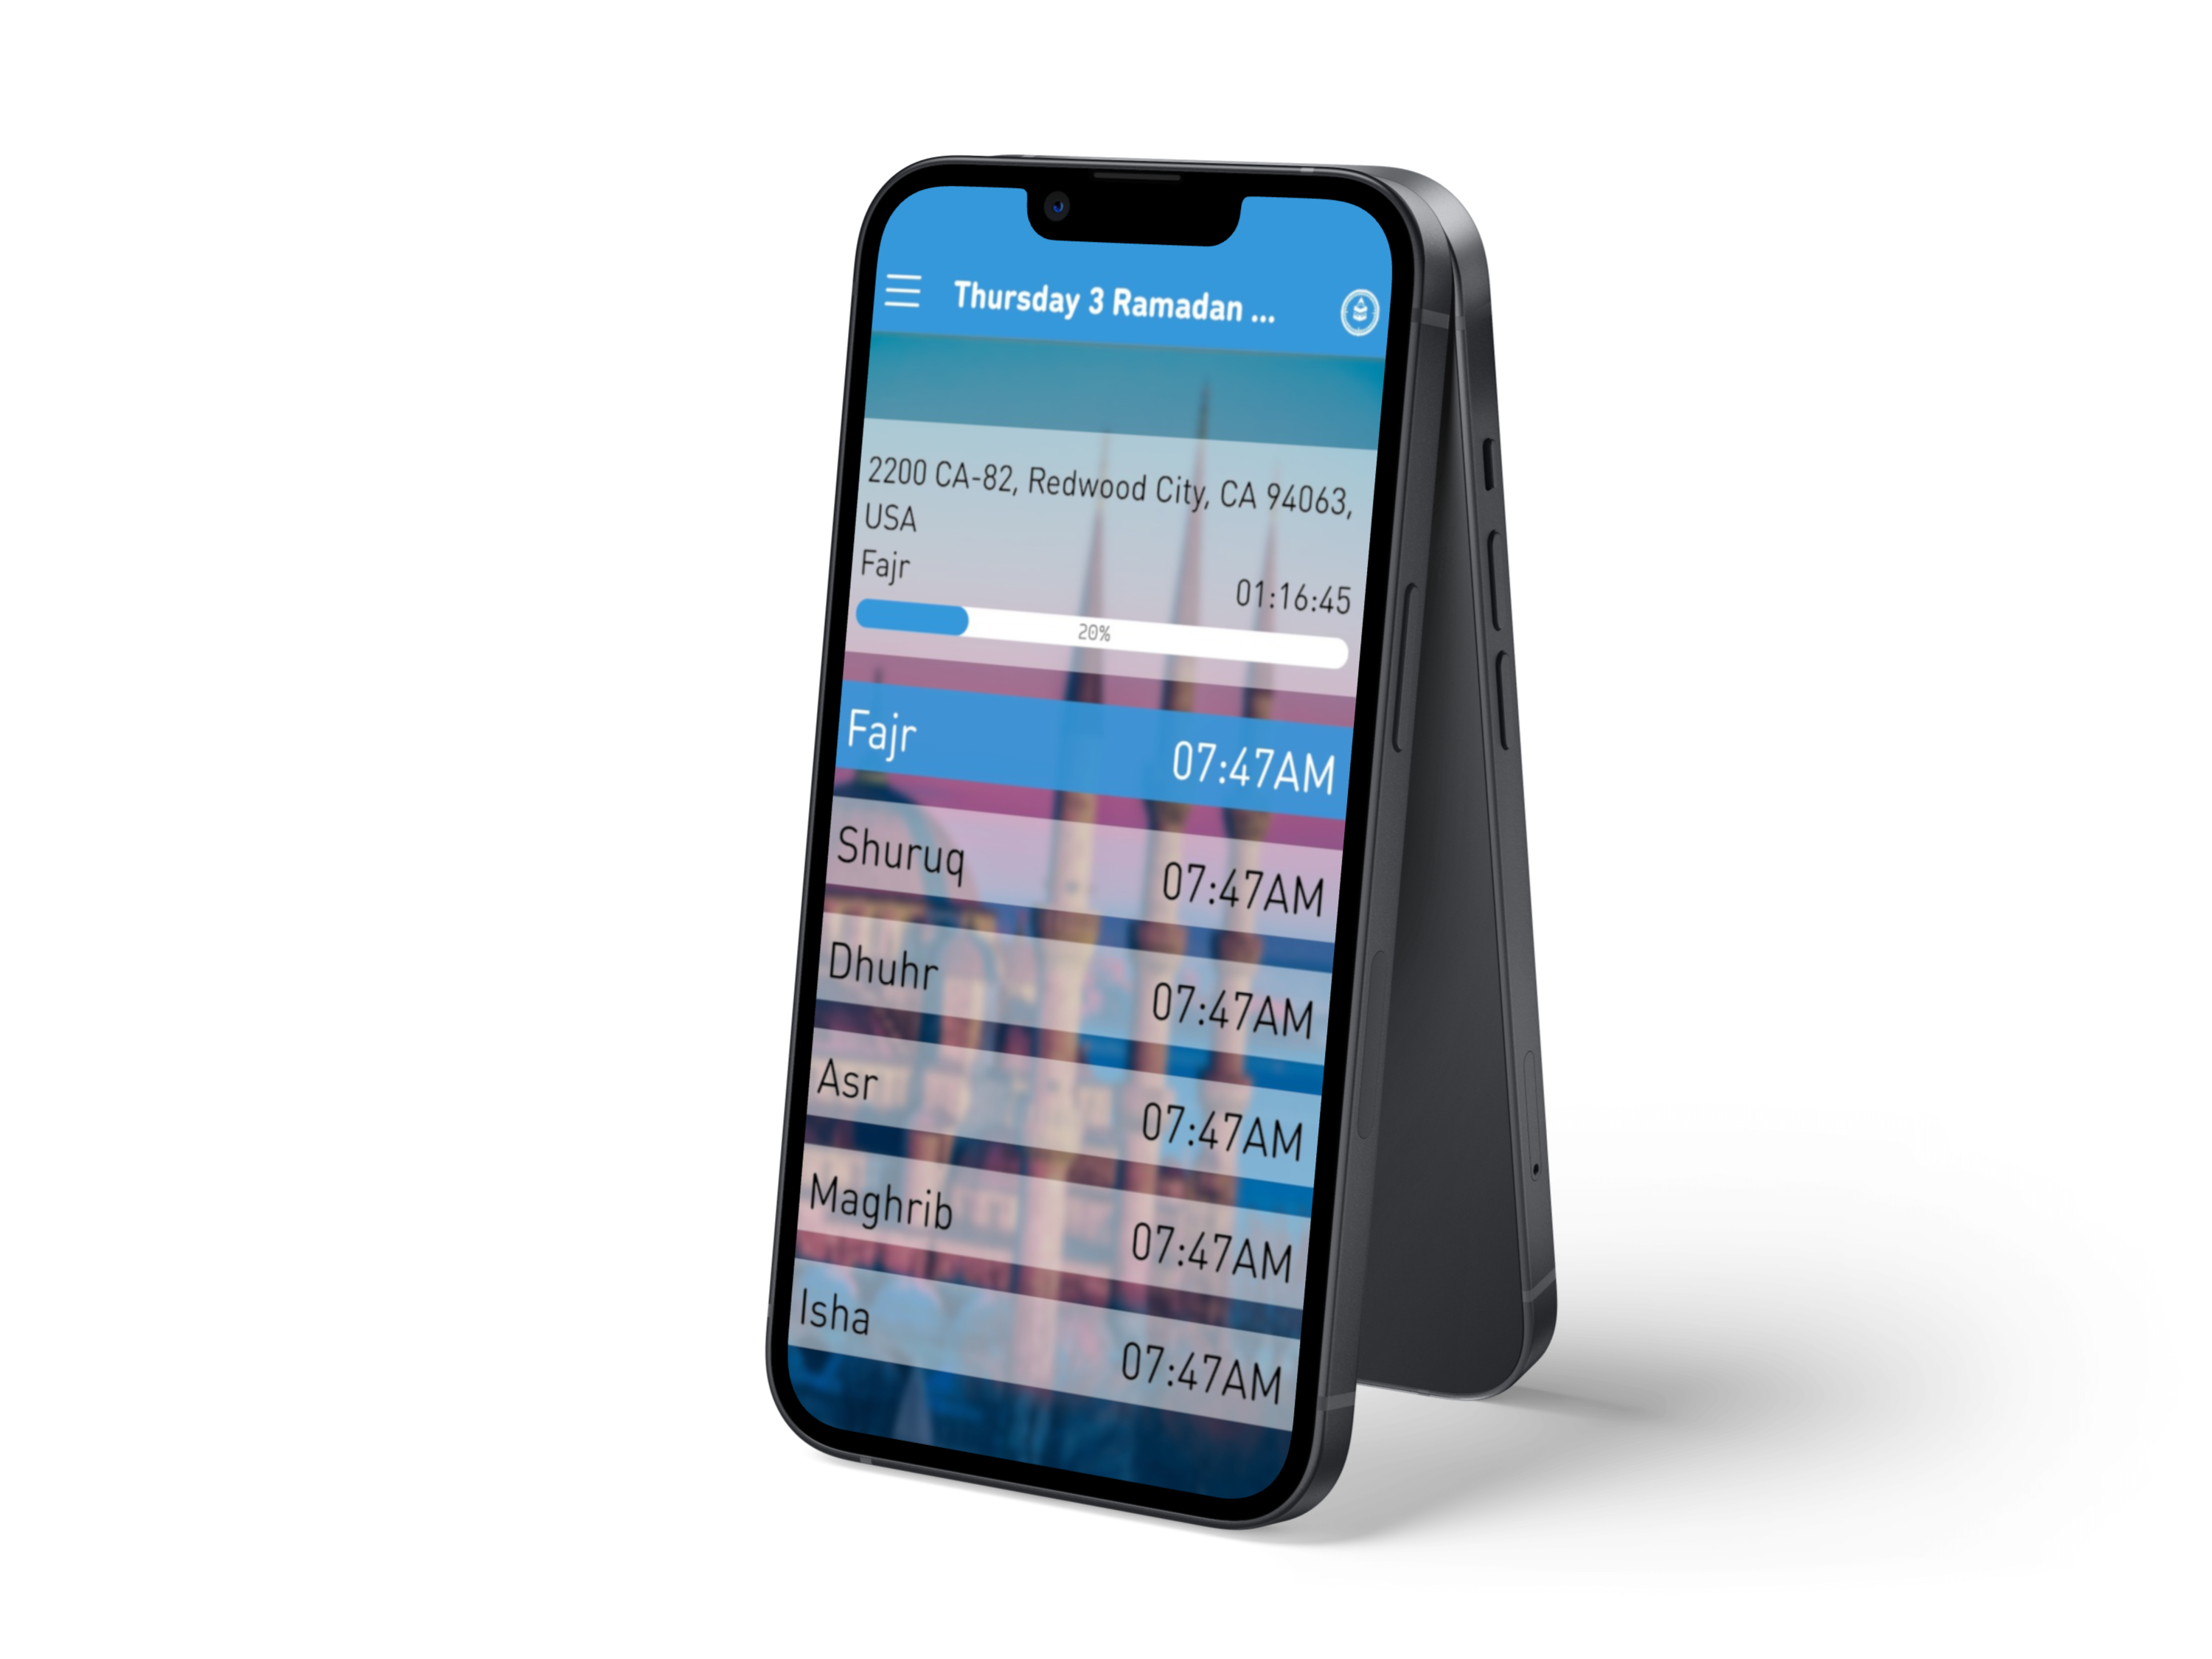 Thursday 3 Ramadan ...
2200 CA-82, Redwood City, CA 94063,
USA
Fajr 01:16:45
20%
Fajr 07:47AM
Shuruq 07:47AM
Dhuhr 07:47AM
Asr 07:47AM
Maghrib 07:47AM
Isha 07:47AM